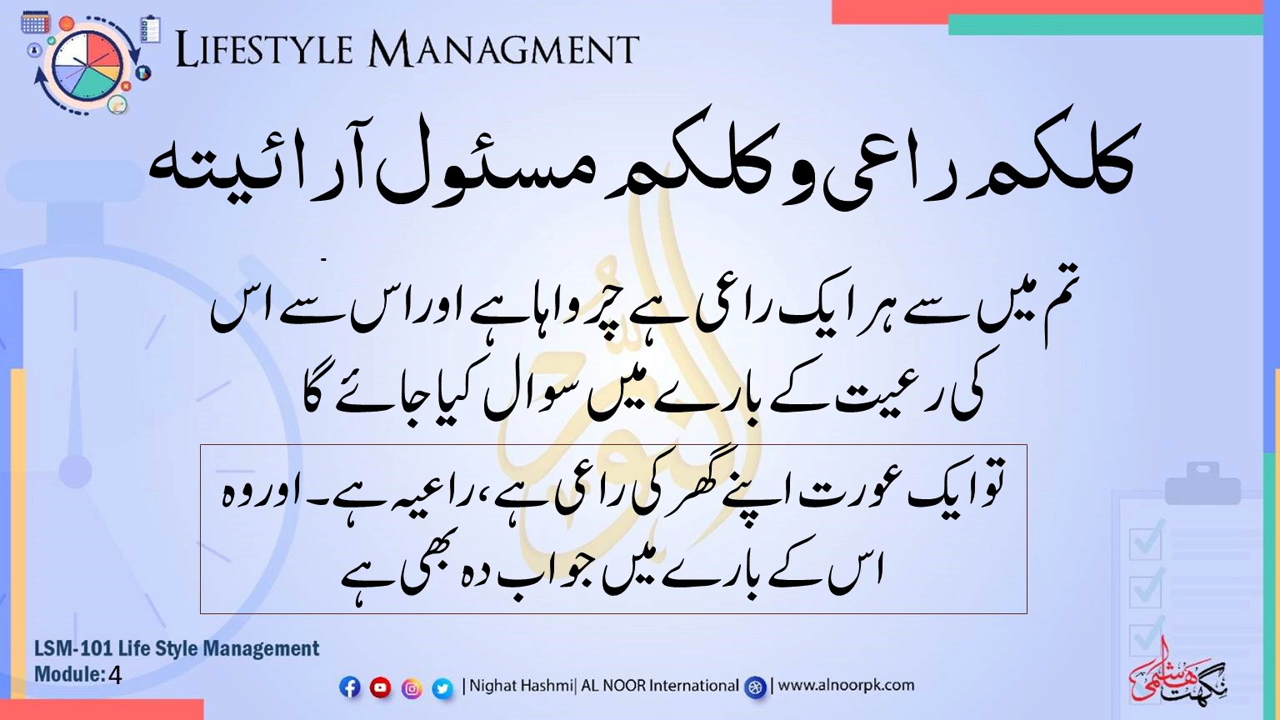 LIFESTYLE MANAGMENT
کلکم راعی و کلکم مسئول آرائیته
تم میں سے ہر ایک راعی ہے چرواہا ہے اور اس سے اس
کی رعیت کے بارے میں سوال کیا جائے گا
تو ایک عورت اپنے گھر کی راعی ہے، راعیہ ہے۔ اور وہ
اس کے بارے میں جواب دہ بھی ہے
LSM-101 Life Style Management
Module: 4
| Nighat Hashmi| AL NOOR International | www.alnoorpk.com
نگہت ہاشمی
النور